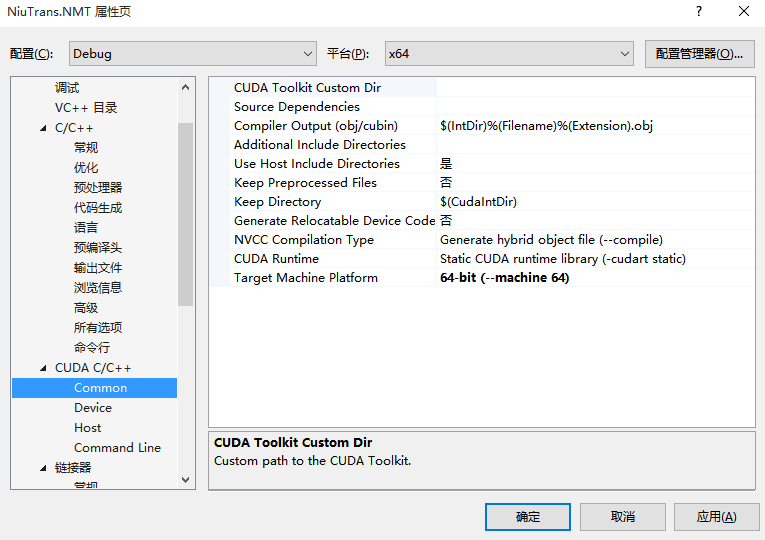 NiuTrans.NMT 属性页
配置(C): Debug 平台(P): x64 配置管理器(O)...
调试
VC++ 目录
C/C++
常规
优化
预处理器
代码生成
语言
预编译头
输出文件
浏览信息
高级
所有选项
命令行
CUDA C/C++
Common
Device
Host
Command Line
链接器
常规
CUDA Toolkit Custom Dir
Source Dependencies
Compiler Output (obj/cubin) $(IntDir)%(Filename)%(Extension).obj
Additional Include Directories
Use Host Include Directories 是
Keep Preprocessed Files 否
Keep Directory $(CudaIntDir)
Generate Relocatable Device Code 否
NVCC Compilation Type Generate hybrid object file (--compile)
CUDA Runtime Static CUDA runtime library (-cudart static)
Target Machine Platform 64-bit (--machine 64)
CUDA Toolkit Custom Dir
Custom path to the CUDA Toolkit.
确定 取消 应用(A)